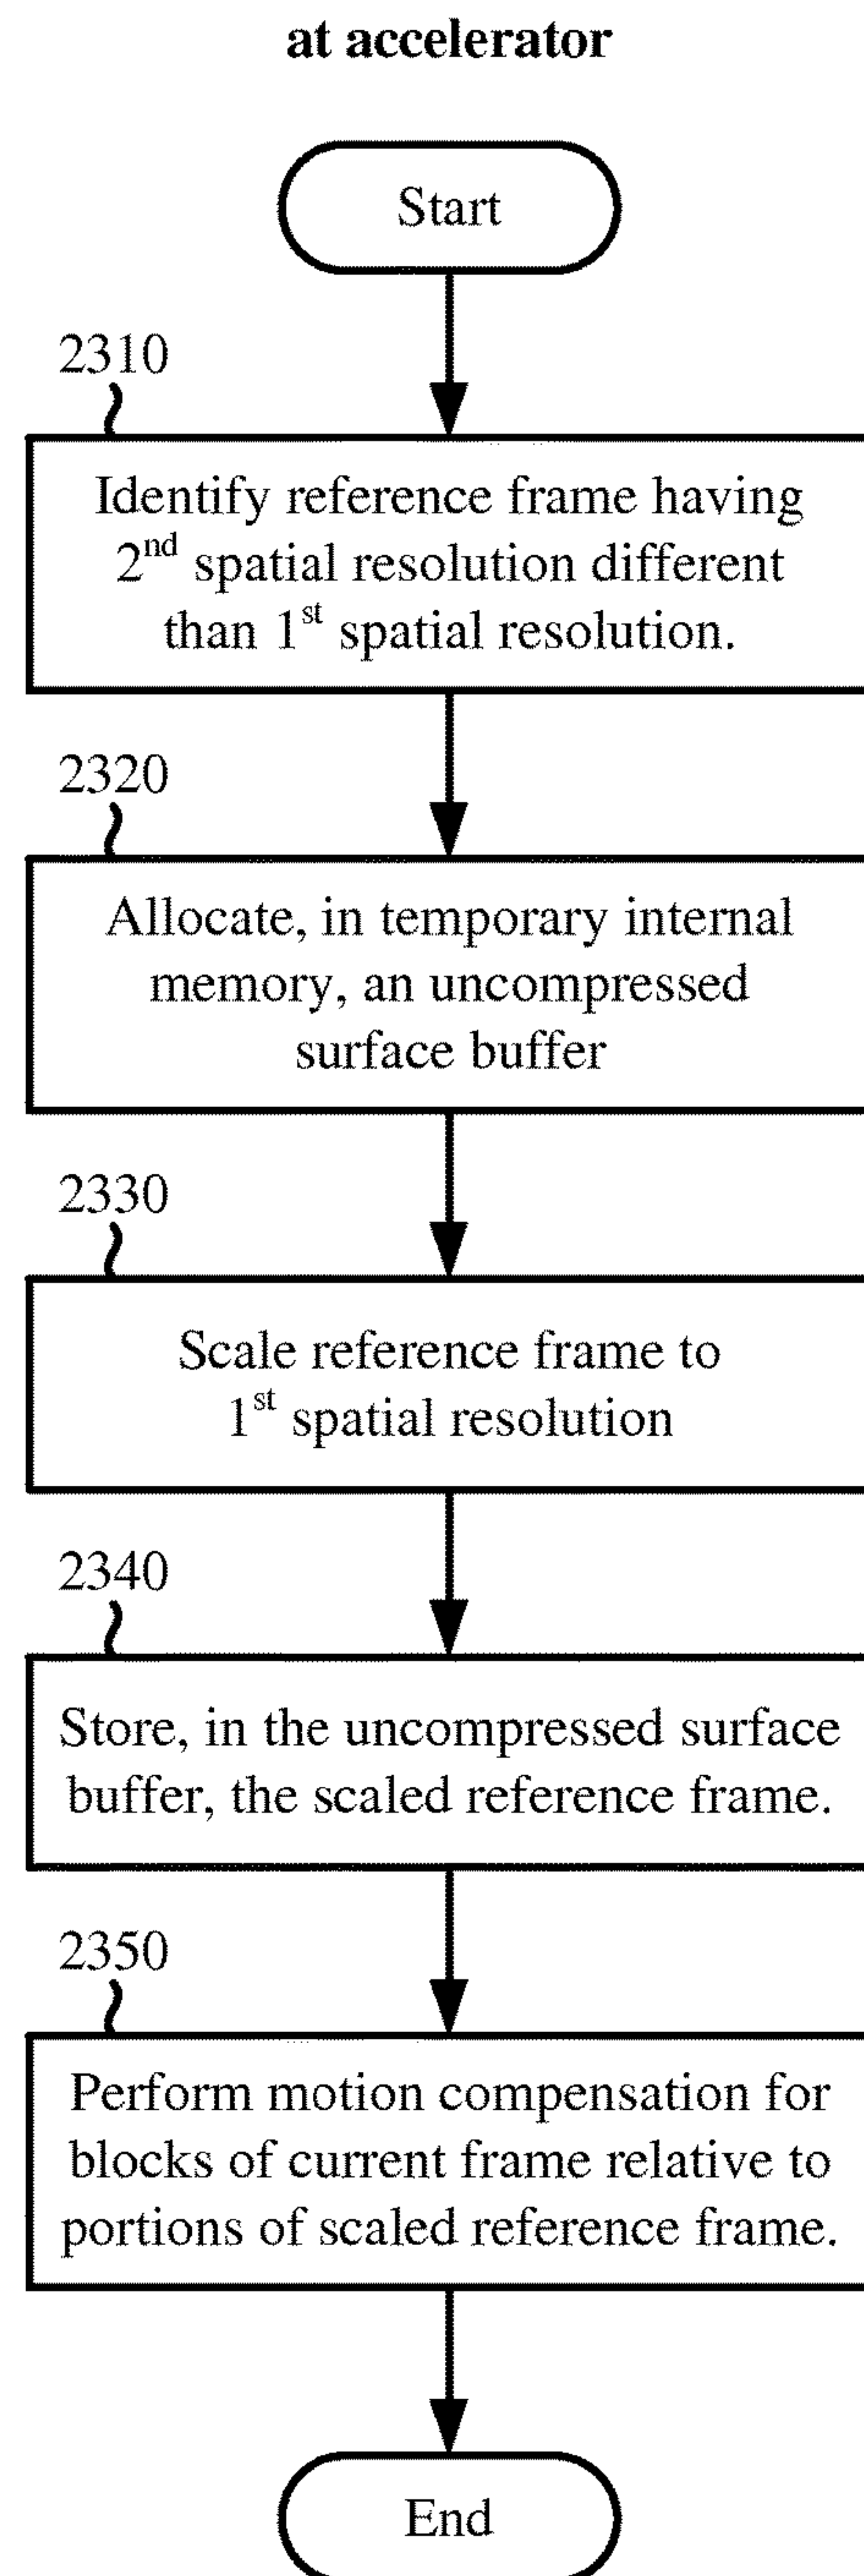 at accelerator
Start
2310
Identify reference frame having
2nd spatial resolution different
than 1st spatial resolution.
2320
Allocate, in temporary internal
memory, an uncompressed
surface buffer
2330
Scale reference frame to
1st spatial resolution
2340
Store, in the uncompressed surface
buffer, the scaled reference frame.
2350
Perform motion compensation for
blocks of current frame relative to
portions of scaled reference frame.
End